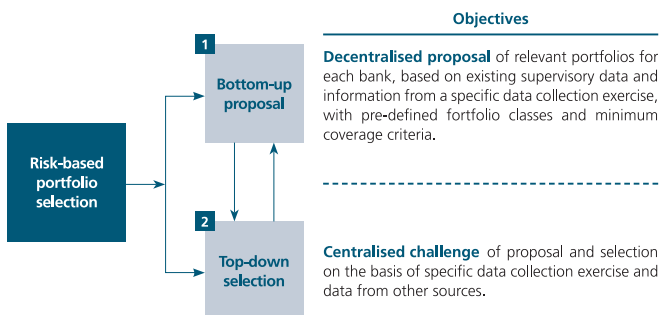 Objectives
1
Bottom-up
proposal
Decentralised proposal of relevant portfolios for
each bank, based on existing supervisory data and
information from a specific data collection exercise,
with pre-defined fortfolio classes and minimum
coverage criteria.
Risk-based
portfolio
selection
2
Top-down
selection
Centralised challenge of proposal and selection
on the basis of specific data collection exercise and
data from other sources.